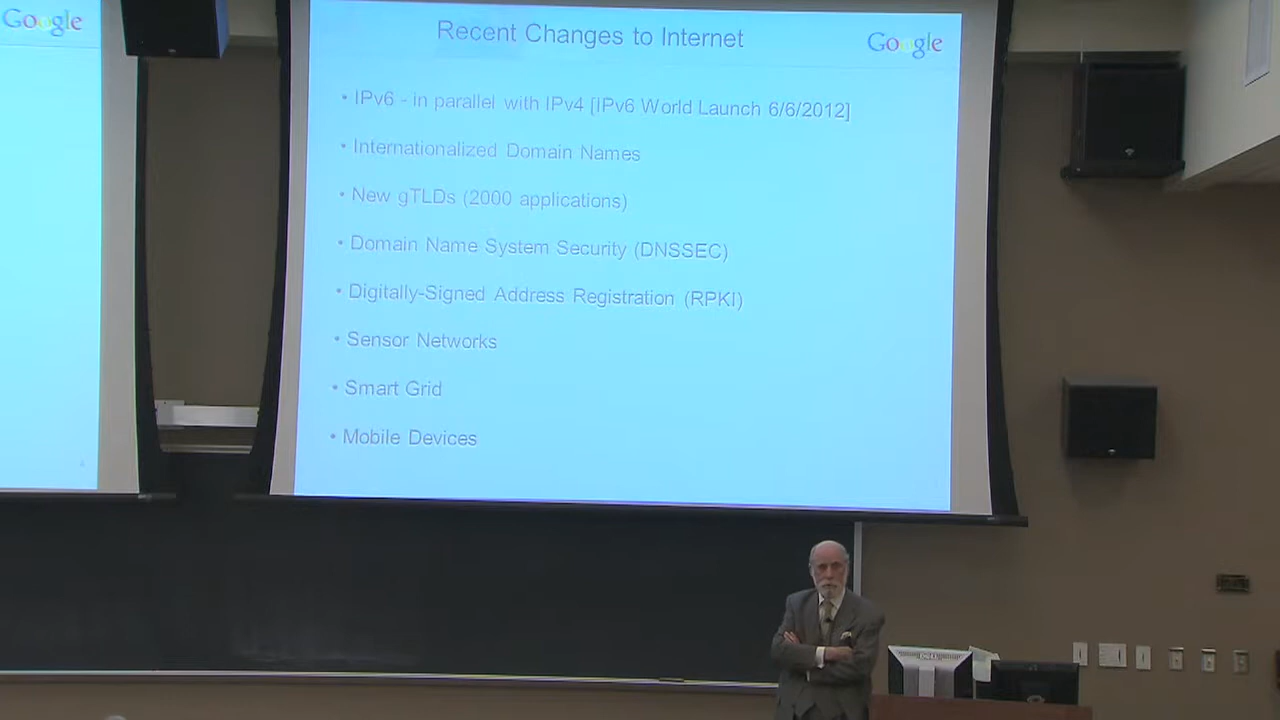 Google
Recent Changes to Internet
Google
• IPv6 - in parallel with IPv4 [IPv6 World Launch 6/6/2012]
• Internationalized Domain Names
• New gTLDs (2000 applications)
• Domain Name System Security (DNSSEC)
• Digitally-Signed Address Registration (RPKI)
• Sensor Networks
• Smart Grid
• Mobile Devices